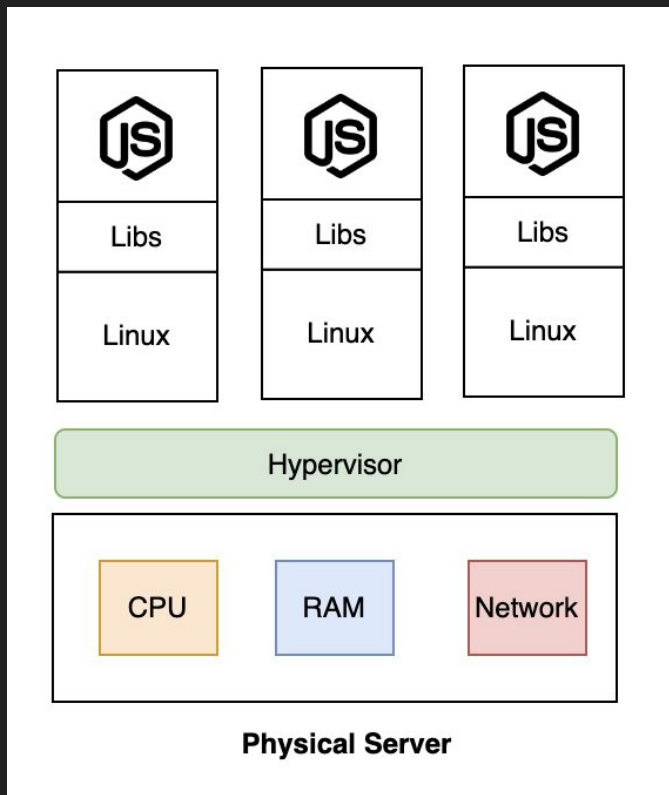 JS JS JS
Libs Libs Libs
Linux Linux Linux
Hypervisor
CPU RAM Network
Physical Server